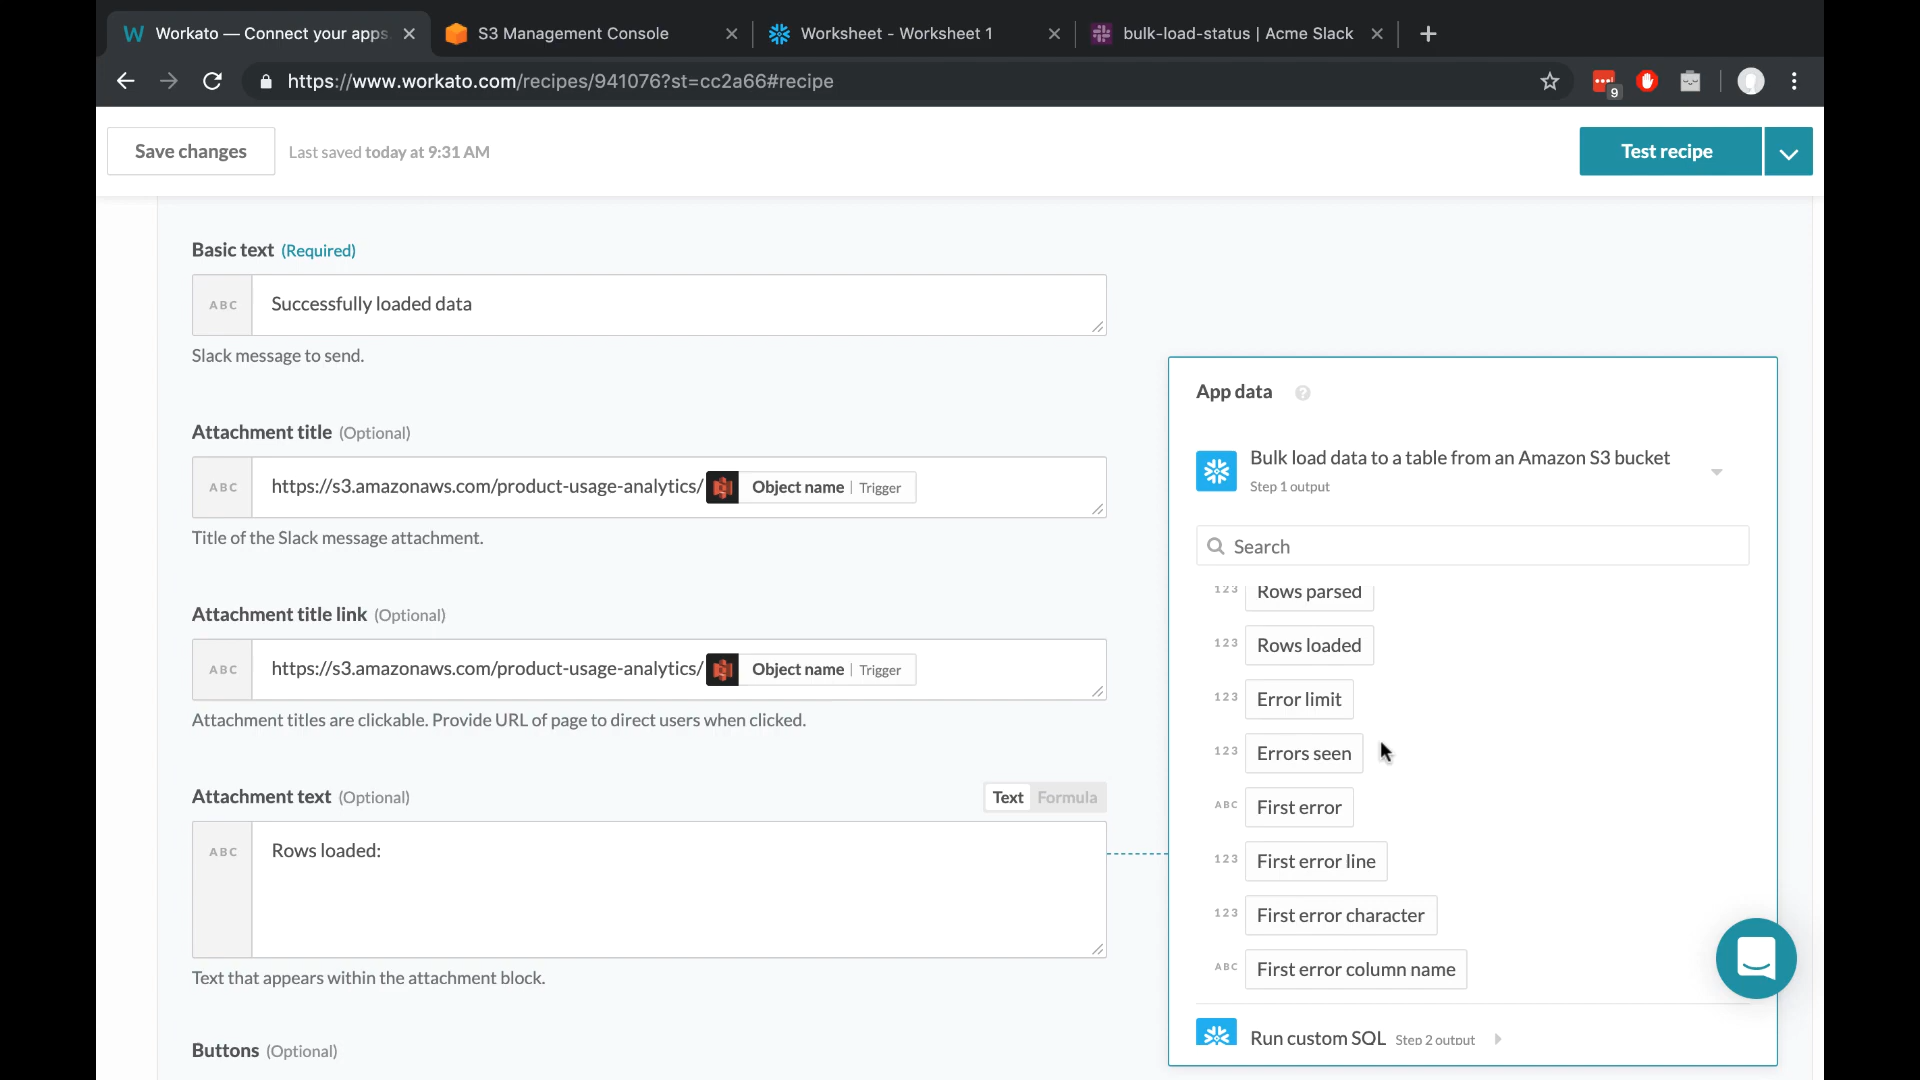 Workato — Connect your apps
S3 Management Console
Worksheet - Worksheet 1
bulk-load-status | Acme Slack
https://www.workato.com/recipes/941076?st=cc2a66#recipe
9
Save changes
Last saved today at 9:31 AM
Test recipe
Basic text (Required)
ABC
Successfully loaded data
Slack message to send.
Attachment title (Optional)
ABC
https://s3.amazonaws.com/product-usage-analytics/ Object name | Trigger
Title of the Slack message attachment.
Attachment title link (Optional)
ABC
https://s3.amazonaws.com/product-usage-analytics/ Object name | Trigger
Attachment titles are clickable. Provide URL of page to direct users when clicked.
Attachment text (Optional)
Text Formula
ABC
Rows loaded:
Text that appears within the attachment block.
Buttons (Optional)
App data ?
Bulk load data to a table from an Amazon S3 bucket
Step 1 output
Search
123 Rows parsed
123 Rows loaded
123 Error limit
123 Errors seen
ABC First error
123 First error line
123 First error character
ABC First error column name
Run custom SQL Step 2 output